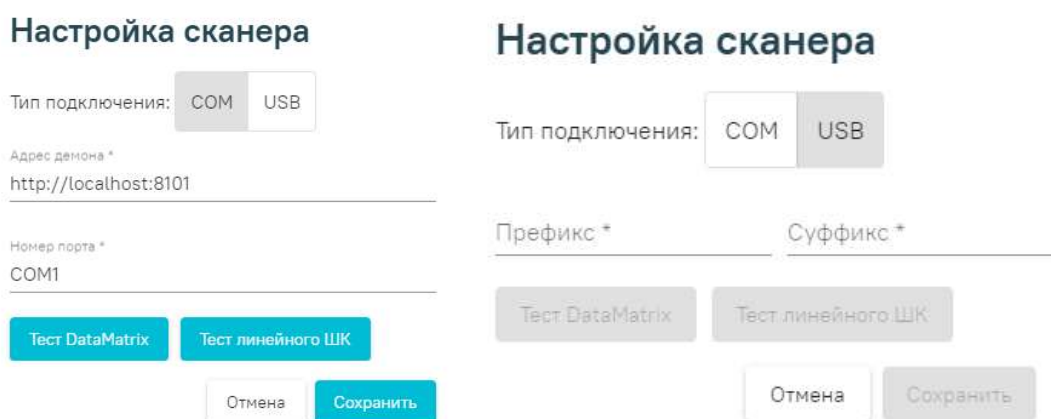 Настройка сканера
Тип подключения: COM USB
Адрес демона *
http://localhost:8101
Номер порта *
COM1
Тест DataMatrix Тест линейного ШК
Отмена Сохранить
Настройка сканера
Тип подключения: COM USB
Префикс * Суффикс *
Тест DataMatrix Тест линейного ШК
Отмена Сохранить